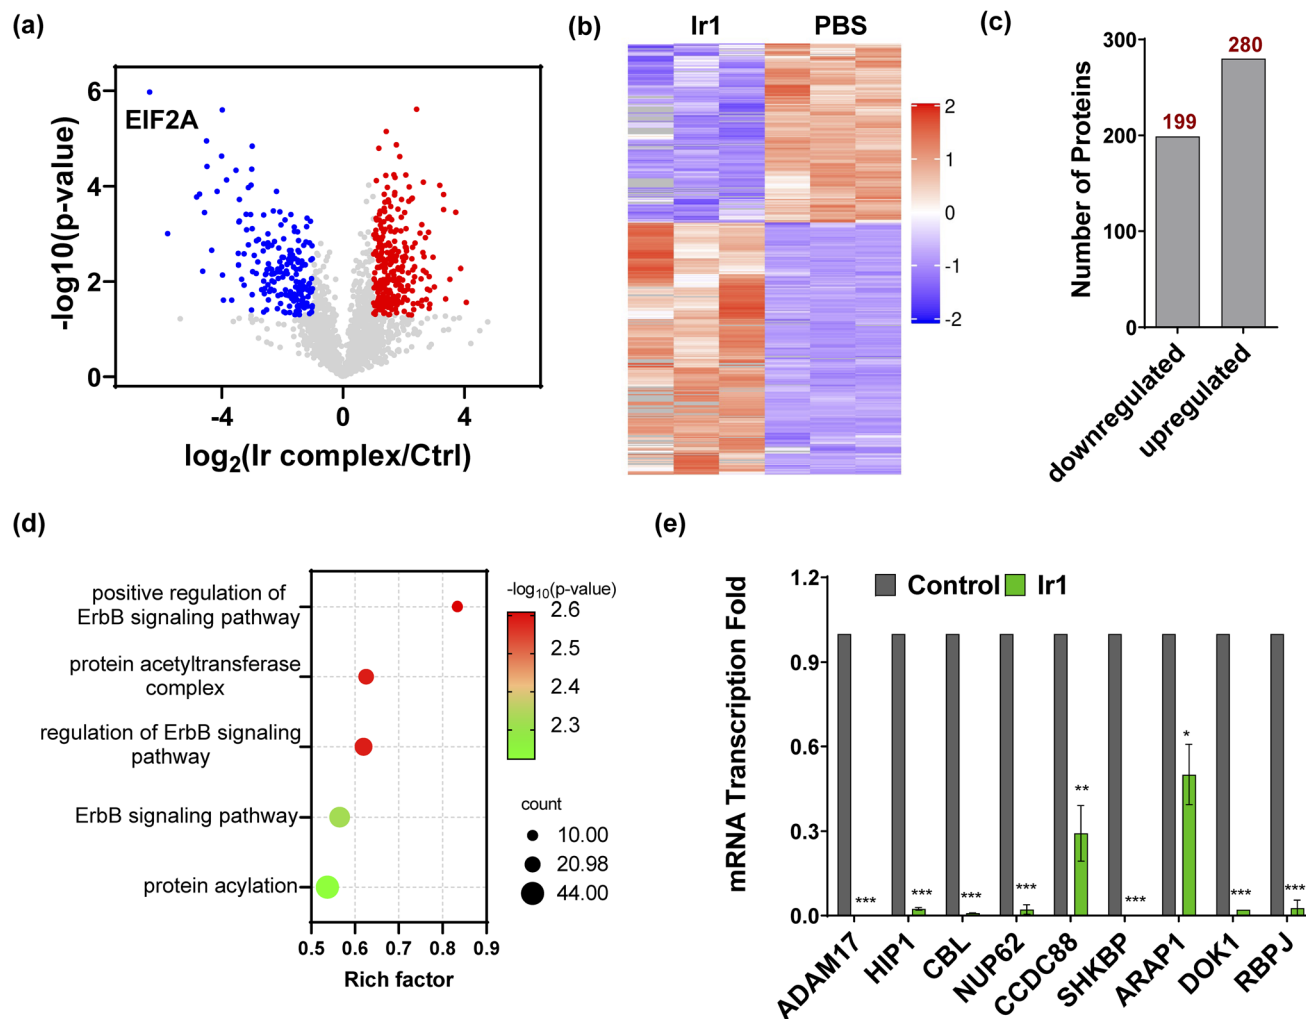 (a)
6
4
2
0
-4
0
4
EIF2A
-log10(p-value)
log2(Ir complex/Ctrl)
(b)
Ir1
PBS
2
1
0
-1
-2
(c)
300
200
100
0
199
280
Number of Proteins
downregulated
upregulated
(d)
positive regulation of
ErbB signaling pathway
protein acetyltransferase
complex
regulation of ErbB signaling
pathway
ErbB signaling pathway
protein acylation
0.5
0.6
0.7
0.8
0.9
Rich factor
-log10(p-value)
2.6
2.5
2.4
2.3
count
10.00
20.98
44.00
(e)
Control
Ir1
mRNA Transcription Fold
1.2
0.9
0.6
0.3
0.0
***
***
***
***
**
***
*
***
***
ADAM17
HIP1
CBL
NUP62
CCDC88
SHKBP
ARAP1
DOK1
RBPJ